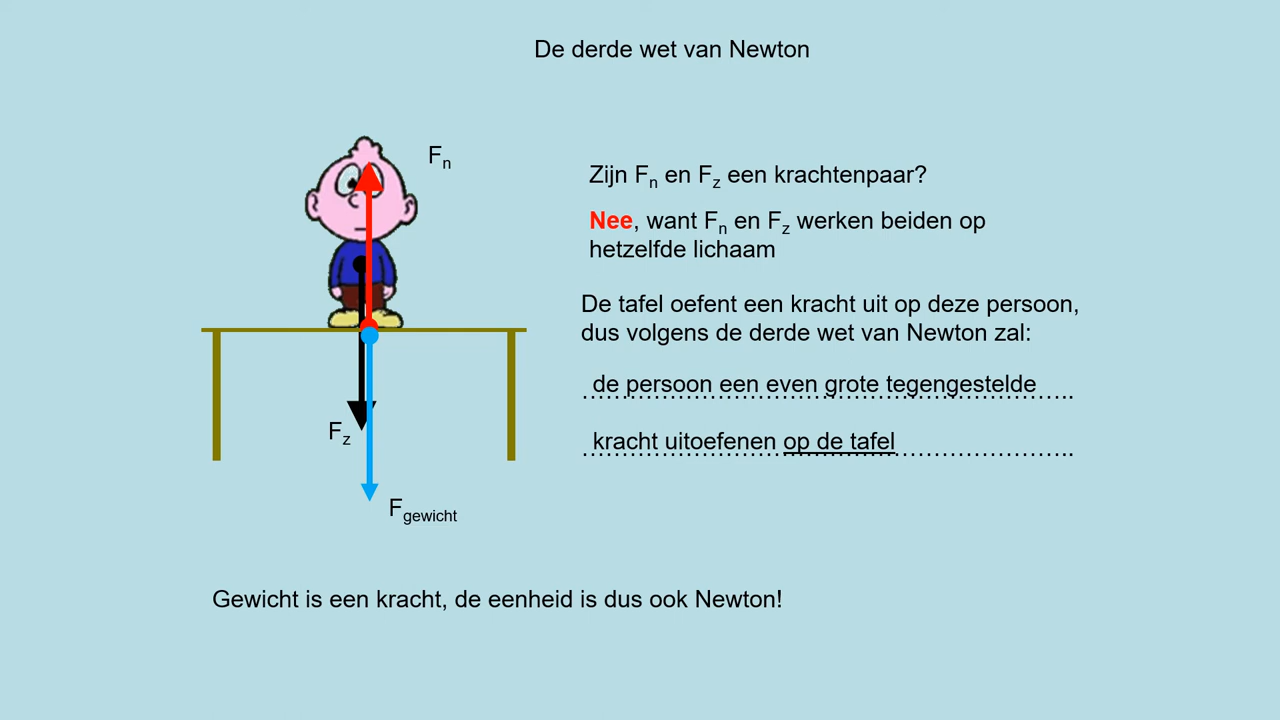 De derde wet van Newton
Fn
Zijn Fn en Fz een krachtenpaar?
Nee, want Fn en Fz werken beiden op
hetzelfde lichaam
De tafel oefent een kracht uit op deze persoon,
dus volgens de derde wet van Newton zal:
de persoon een even grote tegengestelde
kracht uitoefenen op de tafel
Fz
Fgewicht
Gewicht is een kracht, de eenheid is dus ook Newton!